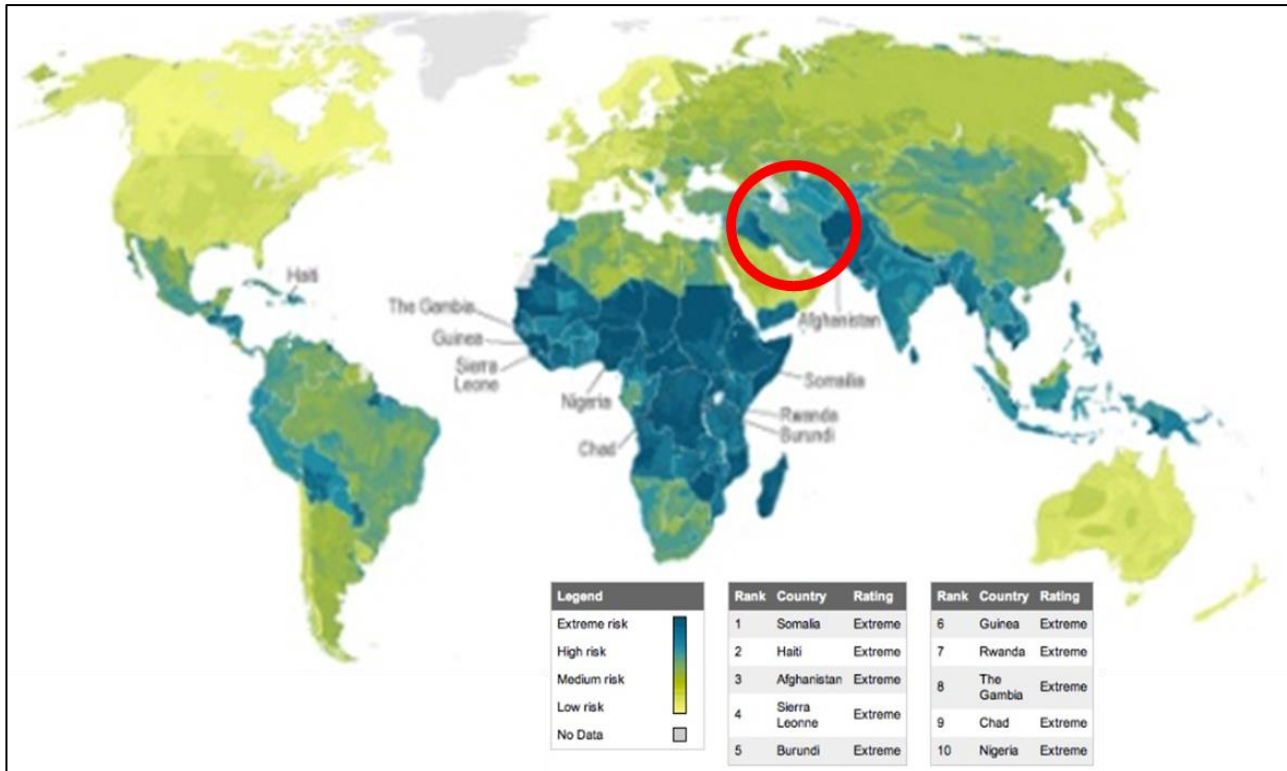 Haiti
The Gambia
Guinea
Sierra
Leone
Nigeria
Chad
Afghanistan
Somailia
Rwanda
Burundi
Legend
Extreme risk
High risk
Medium risk
Low risk
No Data
Rank Country Rating
1 Somalia Extreme
2 Haiti Extreme
3 Afghanistan Extreme
4 Sierra Leonne Extreme
5 Burundi Extreme
Rank Country Rating
6 Guinea Extreme
7 Rwanda Extreme
8 The Gambia Extreme
9 Chad Extreme
10 Nigeria Extreme